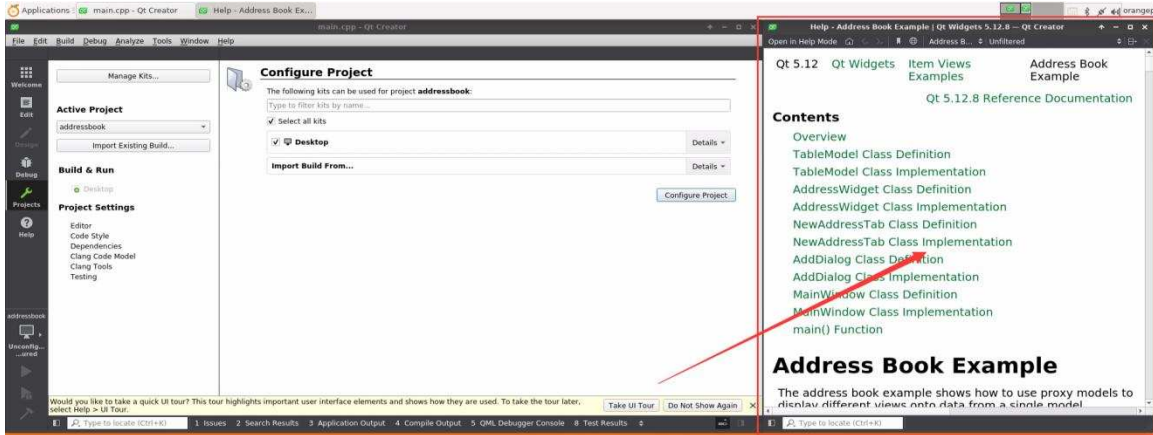 Applications
main.cpp - Qt Creator
Help - Address Book Ex...
orangep
main.cpp - Qt Creator
File Edit Build Debug Analyze Tools Window Help
Welcome
Edit
Design
Debug
Projects
Help
addressbook
Unconfig...
...ured
Manage Kits...
Active Project
addressbook
Import Existing Build...
Build & Run
Desktop
Project Settings
Editor
Code Style
Dependencies
Clang Code Model
Clang Tools
Testing
Configure Project
The following kits can be used for project addressbook:
Type to filter kits by name...
Select all kits
Desktop
Details
Import Build From...
Details
Configure Project
Would you like to take a quick UI tour? This tour highlights important user interface elements and shows how they are used. To take the tour later,
select Help > UI Tour.
Take UI Tour
Do Not Show Again
Type to locate (Ctrl+K)
1 Issues 2 Search Results 3 Application Output 4 Compile Output 5 QML Debugger Console 8 Test Results
Help - Address Book Example | Qt Widgets 5.12.8 — Qt Creator
Open in Help Mode
Address B...
Unfiltered
Qt 5.12 Qt Widgets Item Views Address Book
Examples Example
Qt 5.12.8 Reference Documentation
Contents
Overview
TableModel Class Definition
TableModel Class Implementation
AddressWidget Class Definition
AddressWidget Class Implementation
NewAddressTab Class Definition
NewAddressTab Class Implementation
AddDialog Class Definition
AddDialog Class Implementation
MainWindow Class Definition
MainWindow Class Implementation
main() Function
Address Book Example
The address book example shows how to use proxy models to
display different views onto data from a single model
Type to locate (Ctrl+K)